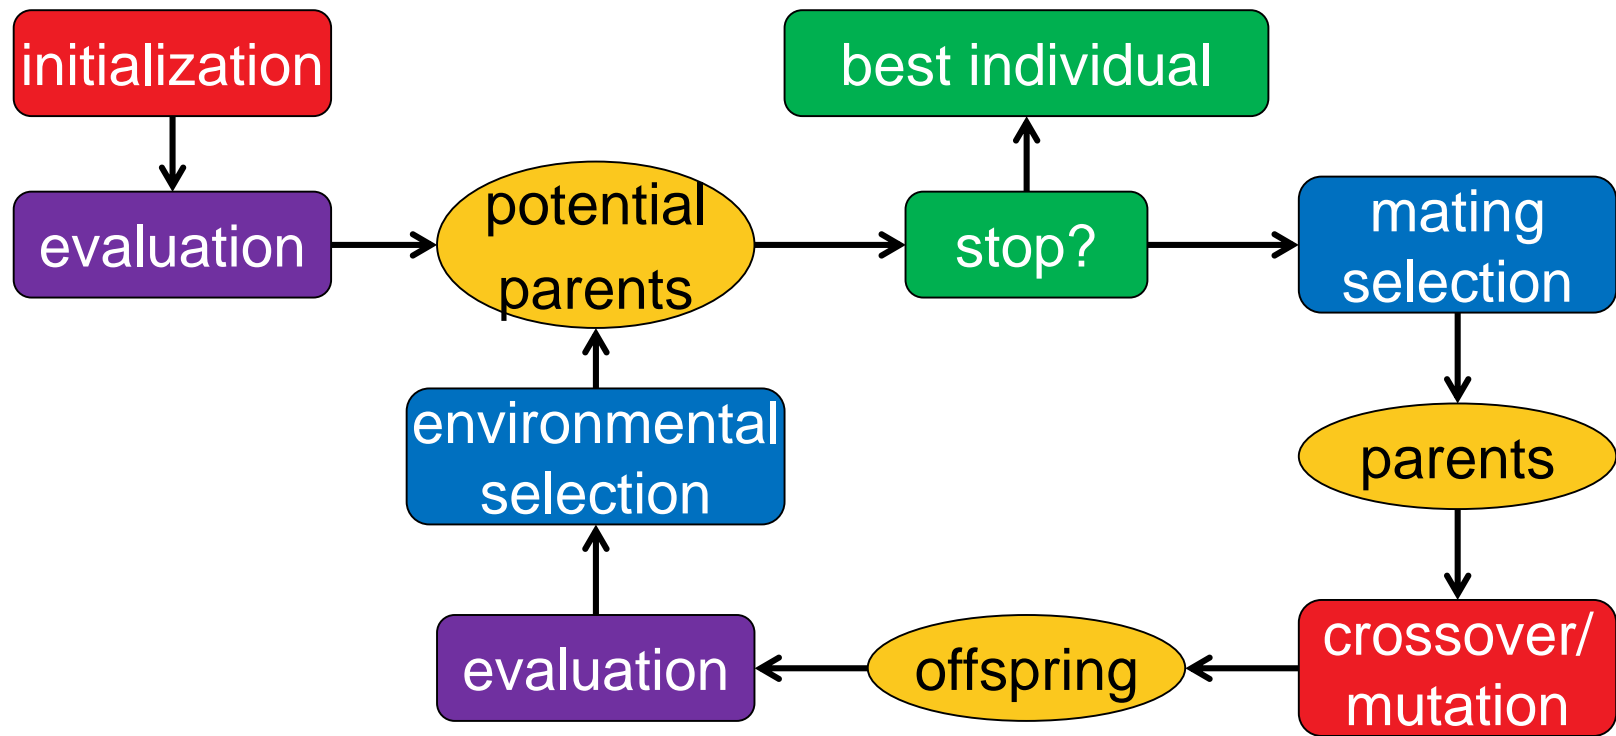 initialization
best individual
evaluation
potential
parents
stop?
mating
selection
environmental
selection
parents
evaluation
offspring
crossover/
mutation